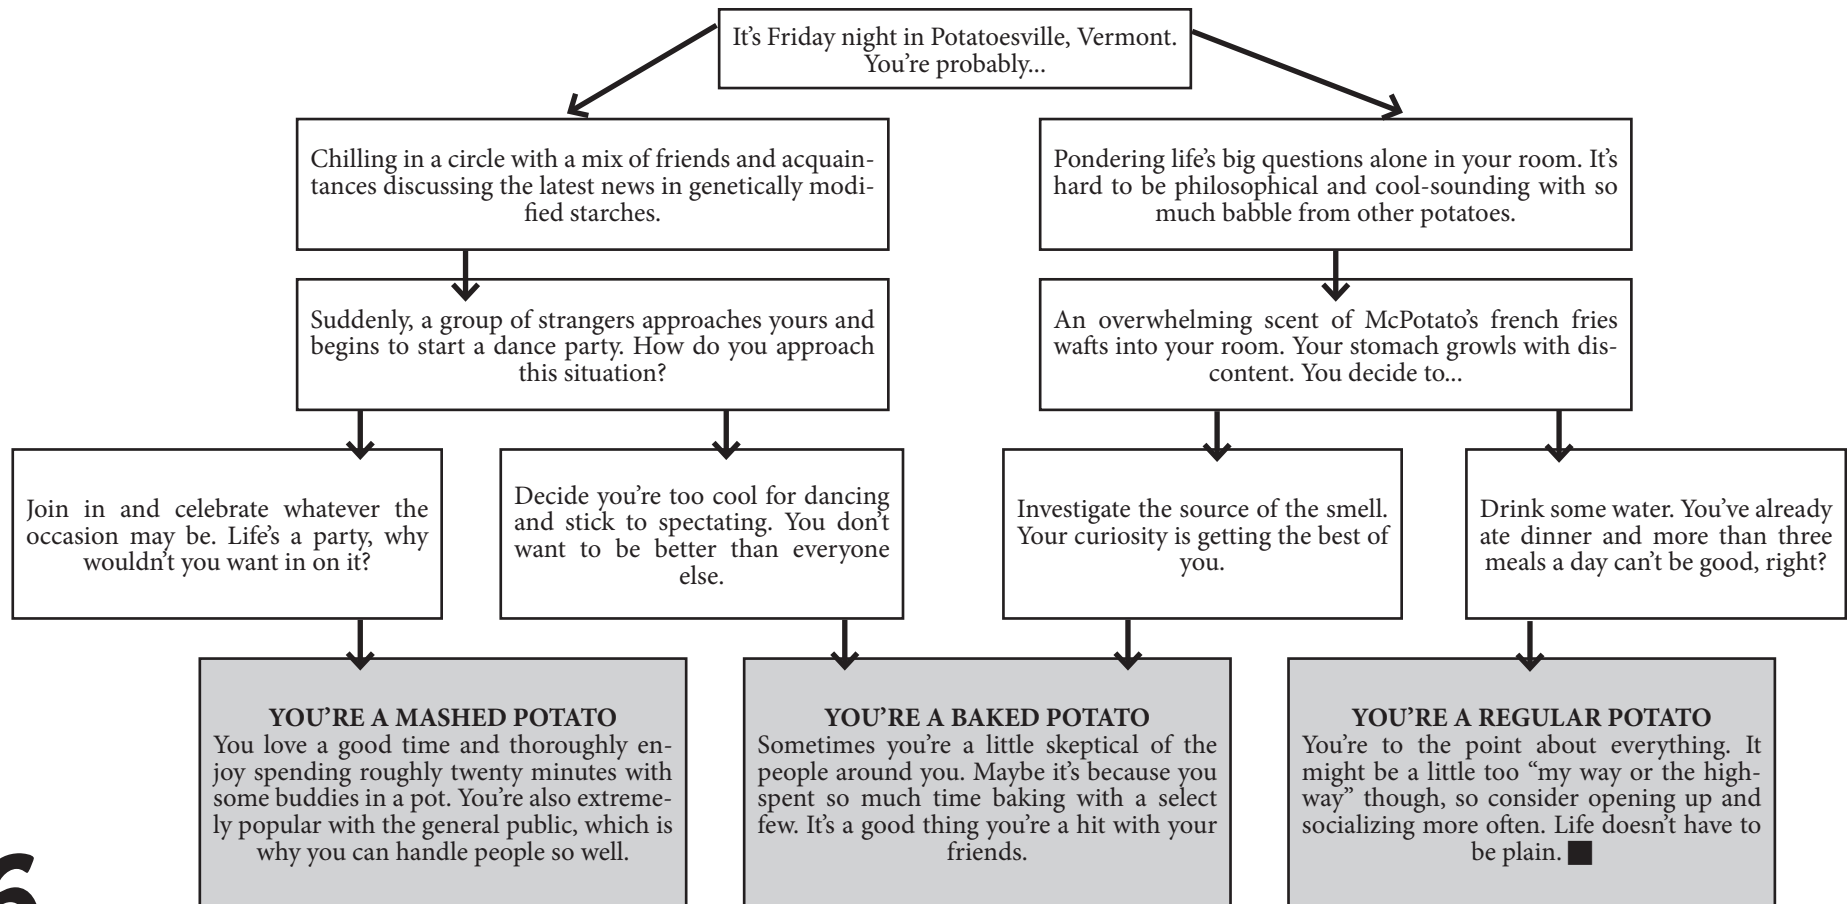 It's Friday night in Potatoesville, Vermont.
You're probably...
Chilling in a circle with a mix of friends and acquain-
tances discussing the latest news in genetically modi-
fied starches.
Pondering life's big questions alone in your room. It's
hard to be philosophical and cool-sounding with so
much babble from other potatoes.
Suddenly, a group of strangers approaches yours and
begins to start a dance party. How do you approach
this situation?
An overwhelming scent of McPotato's french fries
wafts into your room. Your stomach growls with dis-
content. You decide to...
Join in and celebrate whatever the
occasion may be. Life's a party, why
wouldn't you want in on it?
Decide you're too cool for dancing
and stick to spectating. You don't
want to be better than everyone
else.
Investigate the source of the smell.
Your curiosity is getting the best of
you.
Drink some water. You've already
ate dinner and more than three
meals a day can't be good, right?
YOU'RE A MASHED POTATO
You love a good time and thoroughly en-
joy spending roughly twenty minutes with
some buddies in a pot. You're also extreme-
ly popular with the general public, which is
why you can handle people so well.
YOU'RE A BAKED POTATO
Sometimes you're a little skeptical of the
people around you. Maybe it's because you
spent so much time baking with a select
few. It's a good thing you're a hit with your
friends.
YOU'RE A REGULAR POTATO
You're to the point about everything. It
might be a little too “my way or the high-
way” though, so consider opening up and
socializing more often. Life doesn't have to
be plain.